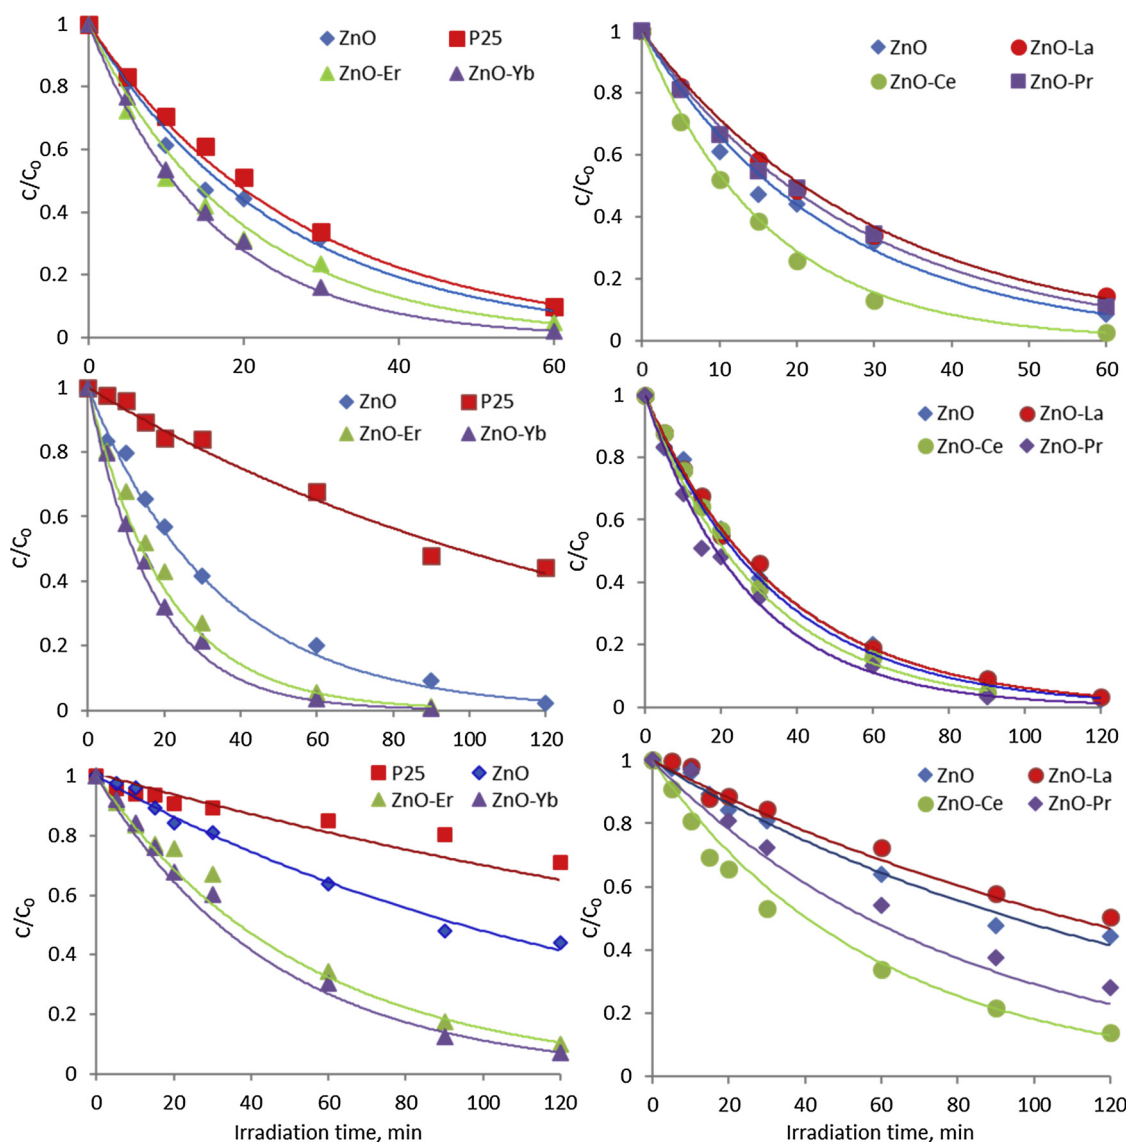 1
0.8
0.6
0.4
0.2
0
C/C₀
ZnO P25
ZnO-Er ZnO-Yb
0 20 40 60
1
0.8
0.6
0.4
0.2
0
C/C₀
ZnO ZnO-La
ZnO-Ce ZnO-Pr
0 10 20 30 40 50 60
1
0.8
0.6
0.4
0.2
0
C/C₀
ZnO P25
ZnO-Er ZnO-Yb
0 20 40 60 80 100 120
1
0.8
0.6
0.4
0.2
0
C/C₀
ZnO ZnO-La
ZnO-Ce ZnO-Pr
0 20 40 60 80 100 120
1
0.8
0.6
0.4
0.2
0
C/C₀
P25 ZnO
ZnO-Er ZnO-Yb
0 20 40 60 80 100 120
Irradiation time, min
1
0.8
0.6
0.4
0.2
0
C/C₀
ZnO ZnO-La
ZnO-Ce ZnO-Pr
0 20 40 60 80 100 120
Irradiation time, min